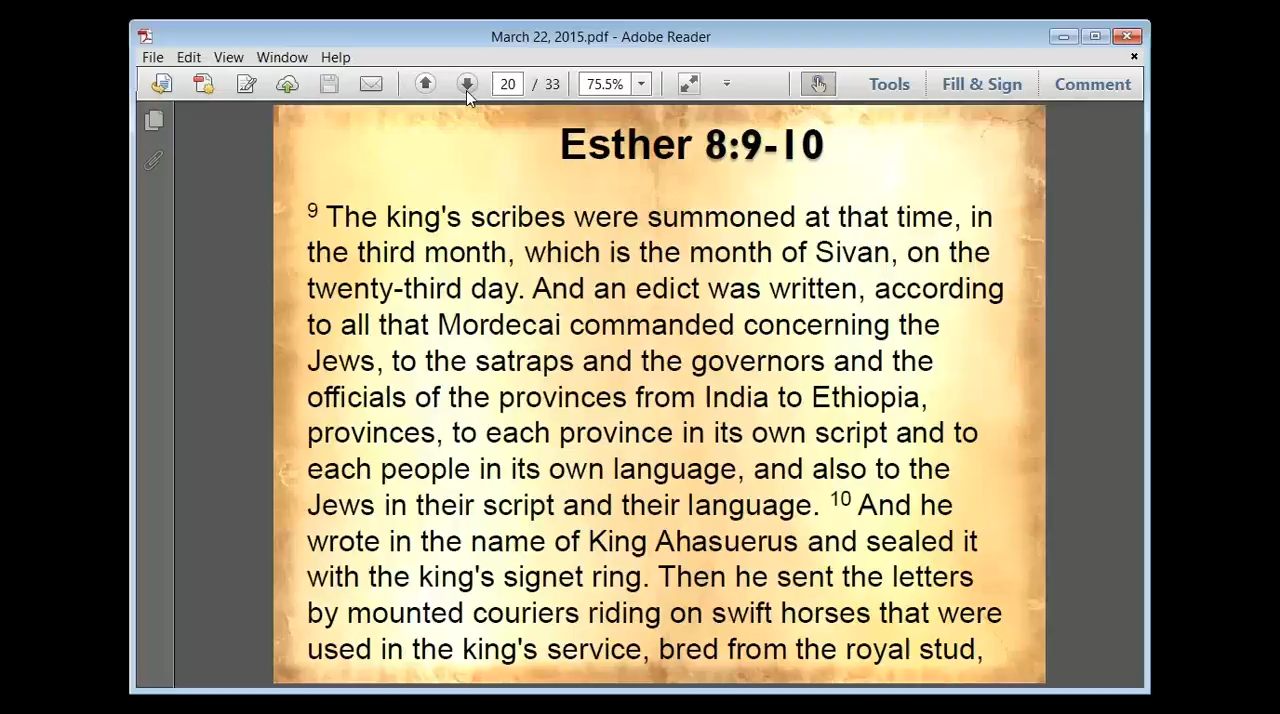 March 22, 2015.pdf - Adobe Reader
File Edit View Window Help
20 / 33 75.5% Tools Fill & Sign Comment
Esther 8:9-10
9 The king's scribes were summoned at that time, in
the third month, which is the month of Sivan, on the
twenty-third day. And an edict was written, according
to all that Mordecai commanded concerning the
Jews, to the satraps and the governors and the
officials of the provinces from India to Ethiopia,
provinces, to each province in its own script and to
each people in its own language, and also to the
Jews in their script and their language. 10 And he
wrote in the name of King Ahasuerus and sealed it
with the king's signet ring. Then he sent the letters
by mounted couriers riding on swift horses that were
used in the king's service, bred from the royal stud,